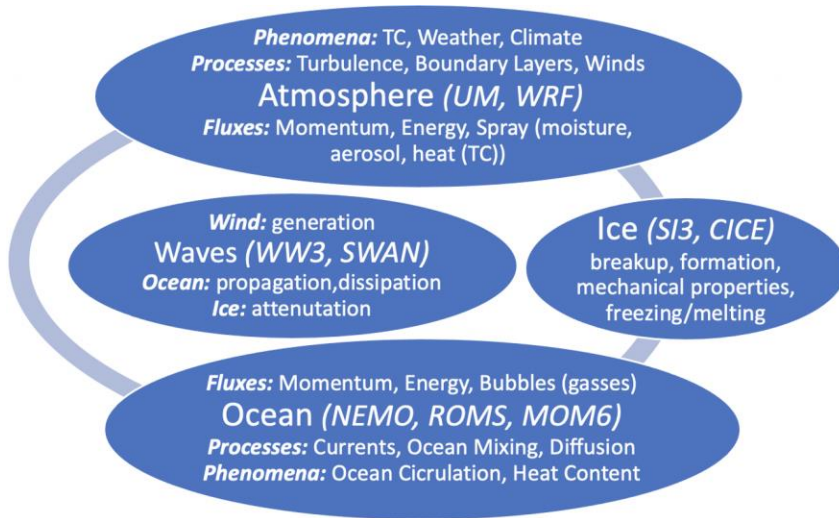 Phenomena: TC, Weather, Climate
Processes: Turbulence, Boundary Layers, Winds
Atmosphere (UM, WRF)
Fluxes: Momentum, Energy, Spray (moisture,
aerosol, heat (TC))
Wind: generation
Waves (WW3, SWAN)
Ocean: propagation,dissipation
Ice: attenutation
Ice (SI3, CICE)
breakup, formation,
mechanical properties,
freezing/melting
Fluxes: Momentum, Energy, Bubbles (gasses)
Ocean (NEMO, ROMS, MOM6)
Processes: Currents, Ocean Mixing, Diffusion
Phenomena: Ocean Cicrulation, Heat Content